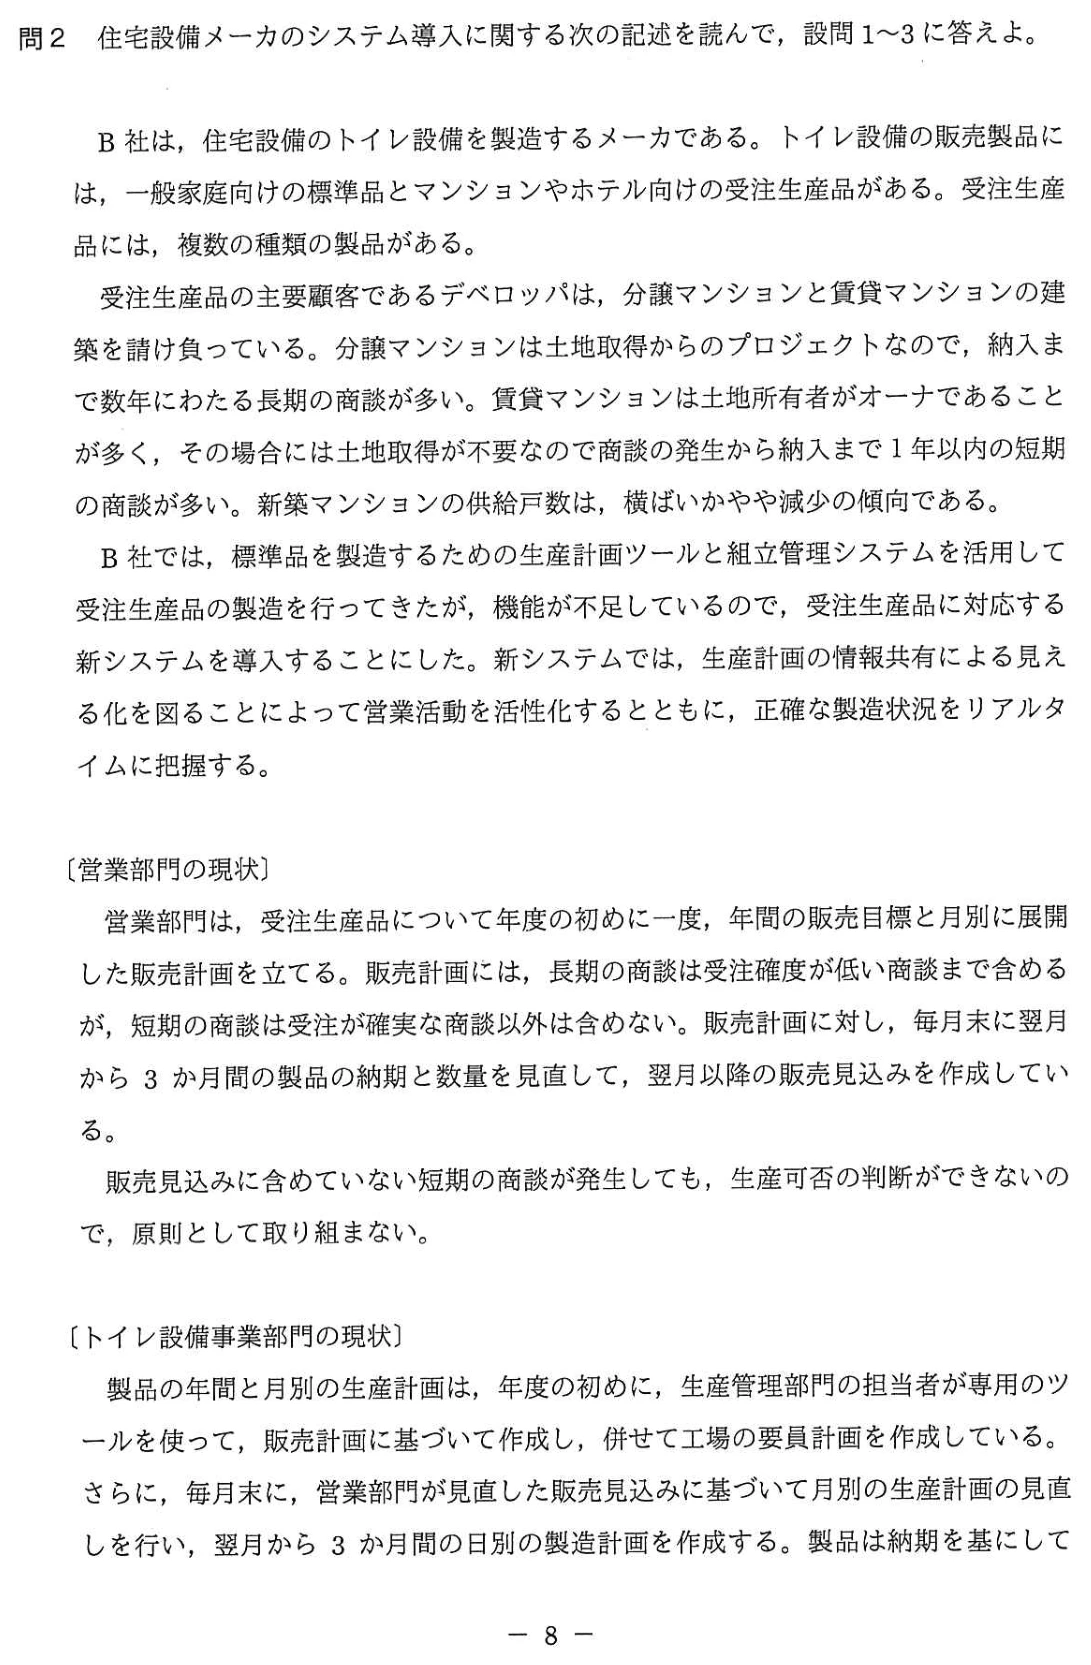 問2 住宅設備メーカのシステム導入に関する次の記述を読んで，設問1～3に答えよ。
B社は，住宅設備のトイレ設備を製造するメーカである。トイレ設備の販売製品に
は，一般家庭向けの標準品とマンションやホテル向けの受注生産品がある。受注生産
品には，複数の種類の製品がある。
受注生産品の主要顧客であるデベロッパは，分譲マンションと賃貸マンションの建
築を請け負っている。分譲マンションは土地取得からのプロジェクトなので，納入ま
で数年にわたる長期の商談が多い。賃貸マンションは土地所有者がオーナであること
が多く，その場合には土地取得が不要なので商談の発生から納入まで1年以内の短期
の商談が多い。新築マンションの供給戸数は，横ばいかやや減少の傾向である。
B社では，標準品を製造するための生産計画ツールと組立管理システムを活用して
受注生産品の製造を行ってきたが，機能が不足しているので，受注生産品に対応する
新システムを導入することにした。新システムでは，生産計画の情報共有による見え
る化を図ることによって営業活動を活性化するとともに，正確な製造状況をリアルタ
イムに把握する。
〔営業部門の現状〕
営業部門は，受注生産品について年度の初めに一度，年間の販売目標と月別に展開
した販売計画を立てる。販売計画には，長期の商談は受注確度が低い商談まで含める
が，短期の商談は受注が確実な商談以外は含めない。販売計画に対し，毎月末に翌月
から 3 か月間の製品の納期と数量を見直して，翌月以降の販売見込みを作成してい
る。
販売見込みに含めていない短期の商談が発生しても，生産可否の判断ができないの
で，原則として取り組まない。
〔トイレ設備事業部門の現状〕
製品の年間と月別の生産計画は，年度の初めに，生産管理部門の担当者が専用のツ
ールを使って，販売計画に基づいて作成し，併せて工場の要員計画を作成している。
さらに，毎月末に，営業部門が見直した販売見込みに基づいて月別の生産計画の見直
しを行い，翌月から 3 か月間の日別の製造計画を作成する。製品は納期を基にして
－ 8 －